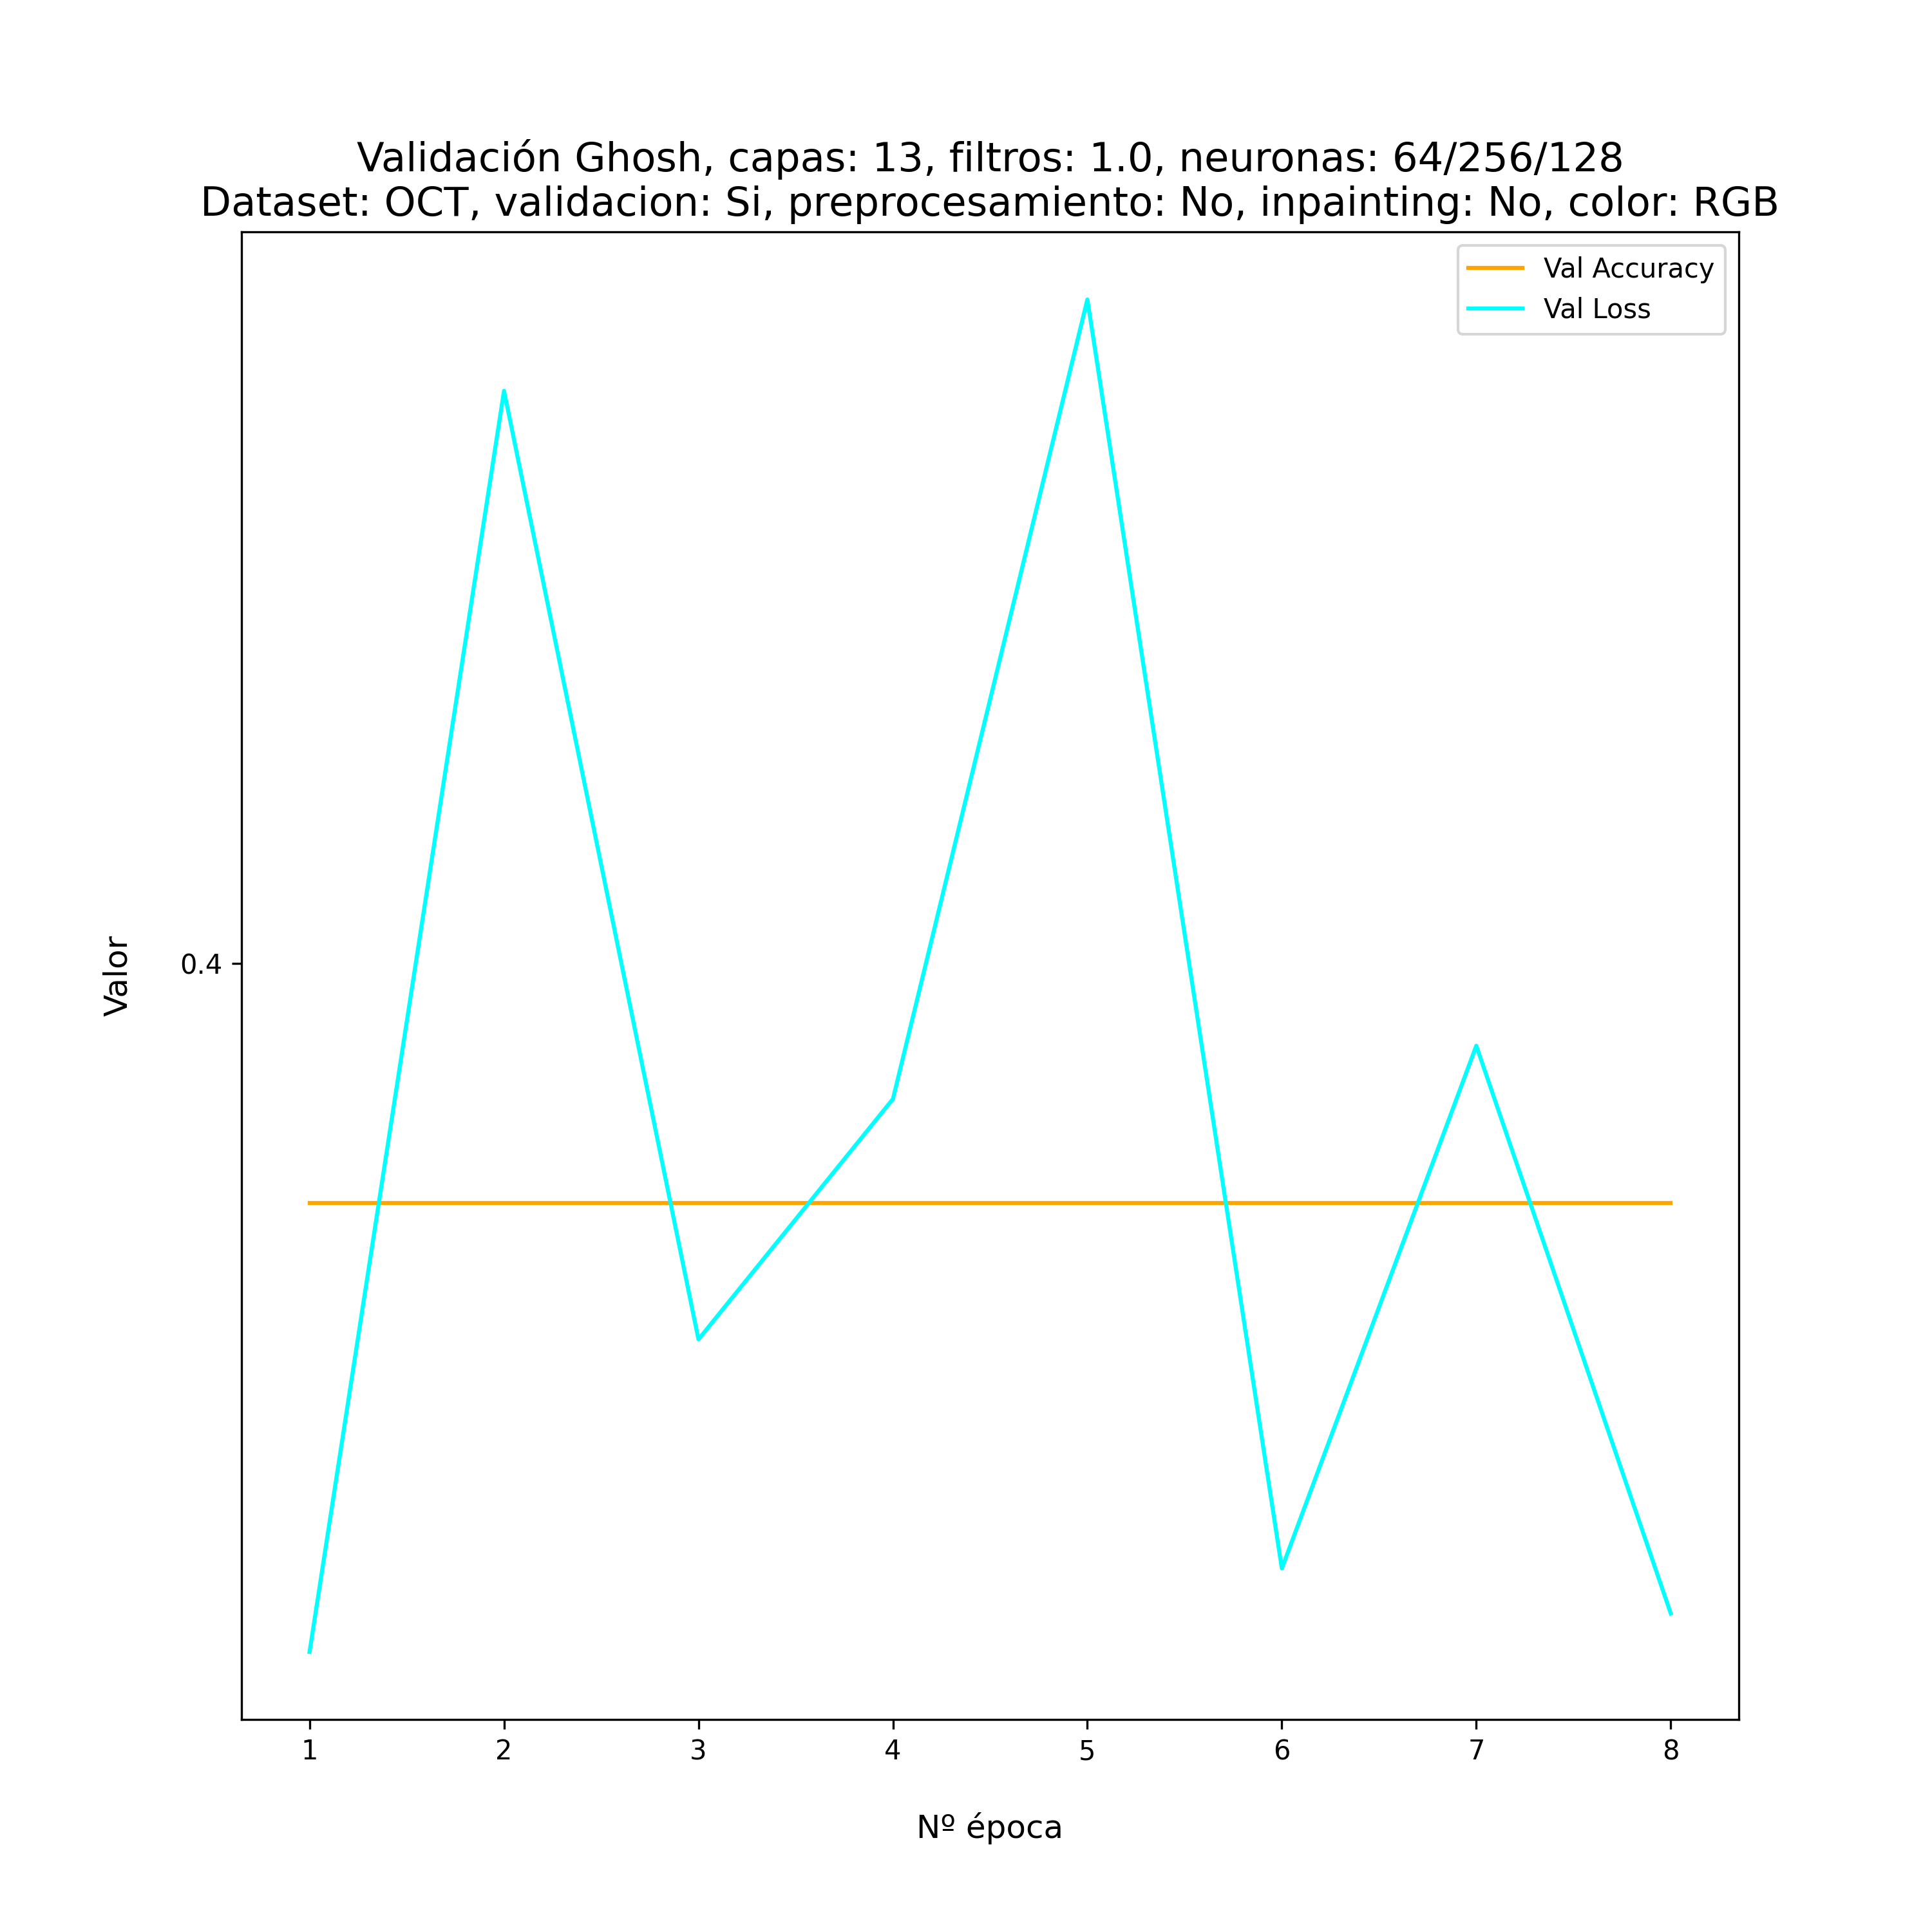 Validación Ghosh, capas: 13, filtros: 1.0, neuronas: 64/256/128
Dataset: OCT, validacion: Si, preprocesamiento: No, inpainting: No, color: RGB
Val Accuracy
Val Loss
Valor
0.4
1 2 3 4 5 6 7 8
Nº época